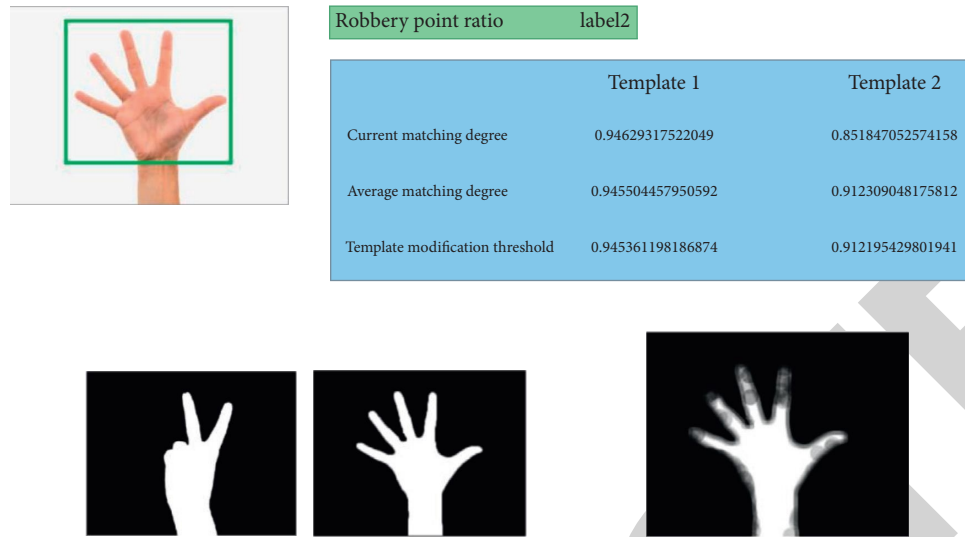 Robbery point ratio label2
Template 1 Template 2
Current matching degree 0.94629317522049 0.851847052574158
Average matching degree 0.945504457950592 0.912309048175812
Template modification threshold 0.945361198186874 0.912195429801941